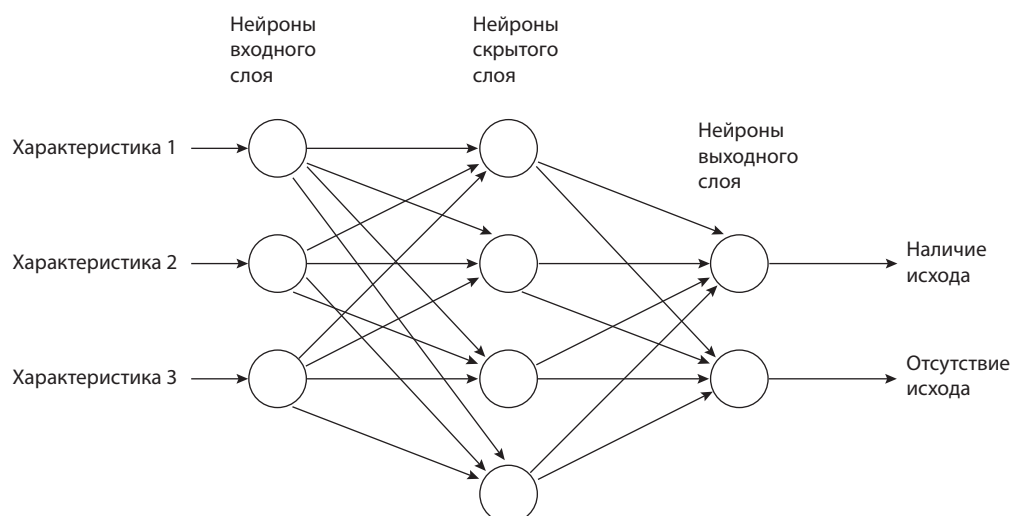 Нейроны
входного
слоя
Нейроны
скрытого
слоя
Нейроны
выходного
слоя
Характеристика 1
Характеристика 2
Характеристика 3
Наличие
исхода
Отсутствие
исхода